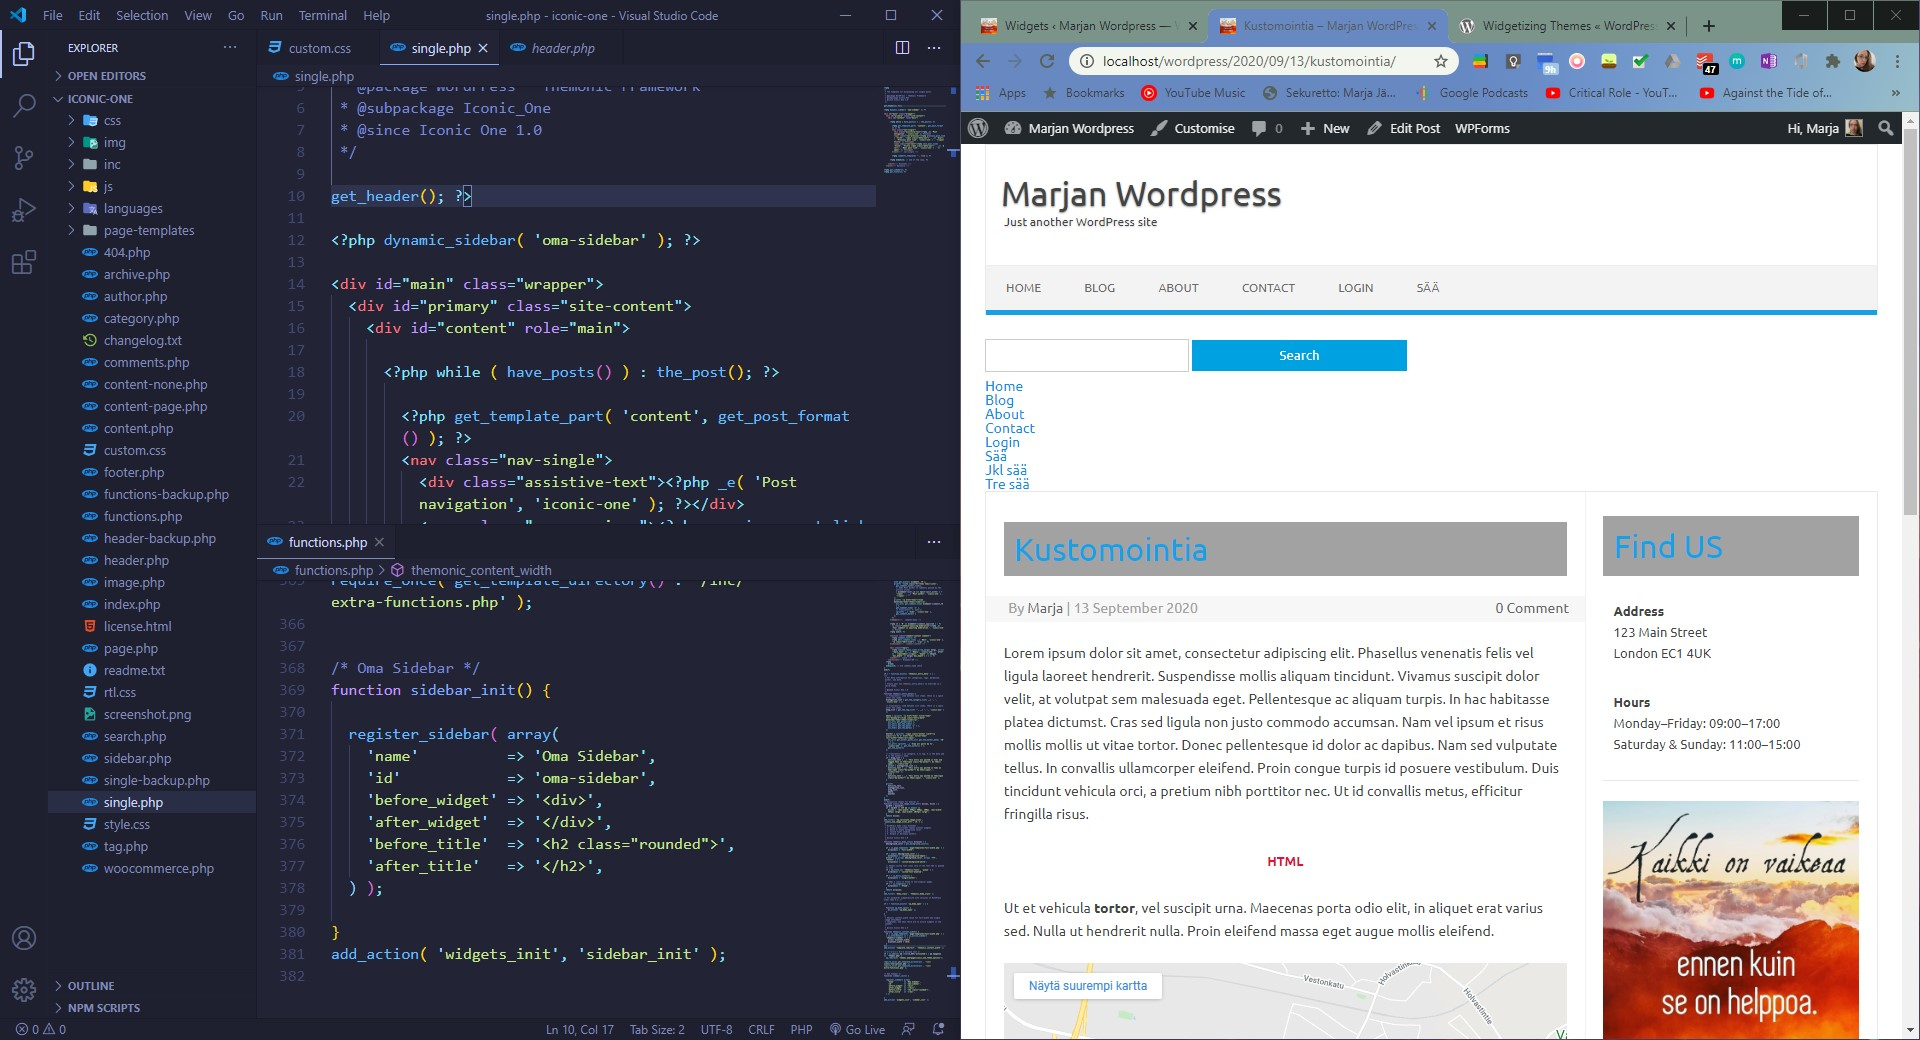 File Edit Selection View Go Run Terminal Help
single.php - iconic-one - Visual Studio Code
EXPLORER
OPEN EDITORS
ICONIC-ONE
css
img
inc
js
languages
page-templates
404.php
archive.php
author.php
category.php
changelog.txt
comments.php
content-none.php
content-page.php
content.php
custom.css
footer.php
functions-backup.php
functions.php
header-backup.php
header.php
image.php
index.php
license.html
page.php
readme.txt
rtl.css
screenshot.png
search.php
sidebar.php
single-backup.php
single.php
style.css
tag.php
woocommerce.php
OUTLINE
NPM SCRIPTS
custom.css single.php header.php
single.php
6 * @subpackage Iconic_One
7 * @since Iconic One 1.0
8 */
9
10 get_header(); ?>
11
12 <?php dynamic_sidebar( 'oma-sidebar' ); ?>
13
14 <div id="main" class="wrapper">
15 <div id="primary" class="site-content">
16 <div id="content" role="main">
17
18 <?php while ( have_posts() ) : the_post(); ?>
19
20 <?php get_template_part( 'content', get_post_format
() ); ?>
21 <nav class="nav-single">
22 <div class="assistive-text"><?php _e( 'Post
navigation', 'iconic-one' ); ?></div>
functions.php
functions.php > themonic_content_width
require_once( get_template_directory() . '/inc/
extra-functions.php' );
366
367
368 /* Oma Sidebar */
369 function sidebar_init() {
370
371 register_sidebar( array(
372 'name' => 'Oma Sidebar',
373 'id' => 'oma-sidebar',
374 'before_widget' => '<div>',
375 'after_widget' => '</div>',
376 'before_title' => '<h2 class="rounded">',
377 'after_title' => '</h2>',
378 ) );
379
380 }
381 add_action( 'widgets_init', 'sidebar_init' );
382
0 0
Ln 10, Col 17 Tab Size: 2 UTF-8 CRLF PHP Go Live
Widgets ‹ Marjan Wordpress —
Kustomointia – Marjan WordPres
Widgetizing Themes « WordPress
localhost/wordpress/2020/09/13/kustomointia/
9h
47
Apps Bookmarks YouTube Music Sekuretto: Marja Jä... Google Podcasts Critical Role - YouT... Against the Tide of... »
Marjan Wordpress Customise 0 New Edit Post WPForms Hi, Marja
Marjan Wordpress
Just another WordPress site
HOME BLOG ABOUT CONTACT LOGIN SÄÄ
Search
Home
Blog
About
Contact
Login
Sää
Jkl sää
Tre sää
Kustomointia
By Marja | 13 September 2020 0 Comment
Lorem ipsum dolor sit amet, consectetur adipiscing elit. Phasellus venenatis felis vel
ligula laoreet hendrerit. Suspendisse mollis aliquam tincidunt. Vivamus suscipit dolor
velit, at volutpat sem malesuada eget. Pellentesque ac aliquam turpis. In hac habitasse
platea dictumst. Cras sed ligula non justo commodo accumsan. Nam vel ipsum et risus
mollis mollis ut vitae tortor. Donec pellentesque id dolor ac dapibus. Nam sed vulputate
tellus. In convallis ullamcorper eleifend. Proin congue turpis id posuere vestibulum. Duis
tincidunt vehicula orci, a pretium nibh porttitor nec. Ut id convallis metus, efficitur
fringilla risus.
HTML
Ut et vehicula tortor, vel suscipit urna. Maecenas porta odio elit, in aliquet erat varius
sed. Nulla ut hendrerit nulla. Proin eleifend massa eget augue mollis eleifend.
Näytä suurempi kartta
Vestonkatu
Holvastintie
Holvastintie
Find US
Address
123 Main Street
London EC1 4UK
Hours
Monday–Friday: 09:00–17:00
Saturday & Sunday: 11:00–15:00
Kaikki on vaikeaa
ennen kuin
se on helppoa.